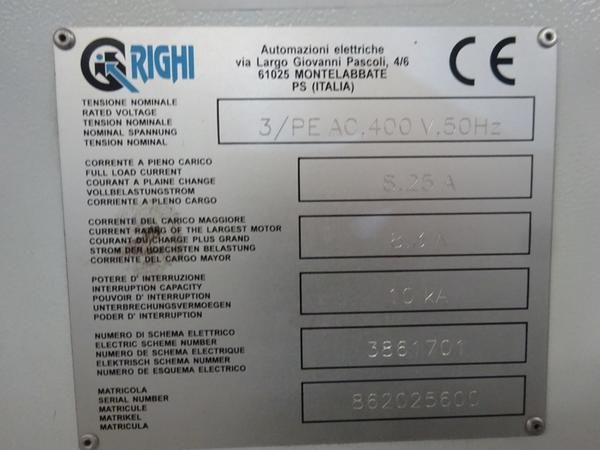 RIGHI
Automazioni elettriche
via Largo Giovanni Pascoli, 4/6
61025 MONTELABBATE
PS (ITALIA)
CE
TENSIONE NOMINALE
RATED VOLTAGE
TENSION NOMINALE
NOMINAL SPANNUNG
TENSION NOMINAL
3/PE AC.400 V.50Hz
CORRENTE A PIENO CARICO
FULL LOAD CURRENT
COURANT A PLAINE CHANGE
VOLLBELASTUNGSTROM
CORRIENTE A PLENO CARGO
8.25 A
CORRENTE DEL CARICO MAGGIORE
CURRENT RATING OF THE LARGEST MOTOR
COURANT DU CHARGE PLUS GRAND
STROM DER HOECHSTEN BELASTUNG
CORRIENTE DEL CARGO MAYOR
A
POTERE D' INTERRUZIONE
INTERRUPTION CAPACITY
POUVOIR D' INTERRUPTION
UNTERBRECHUNGSVERMOEGEN
PODER D' INTERRUPTION
10 kA
NUMERO DI SCHEMA ELETTRICO
ELECTRIC SCHEME NUMBER
NUMERO DE SCHEMA ELECTRIQUE
ELEKTRISCH SCHEMA NUMMER
NUMERO DE ESQUEMA ELECTRICO
3861701
MATRICOLA
SERIAL NUMBER
MATRICULE
MATRIKEL
MATRICULA
862025600